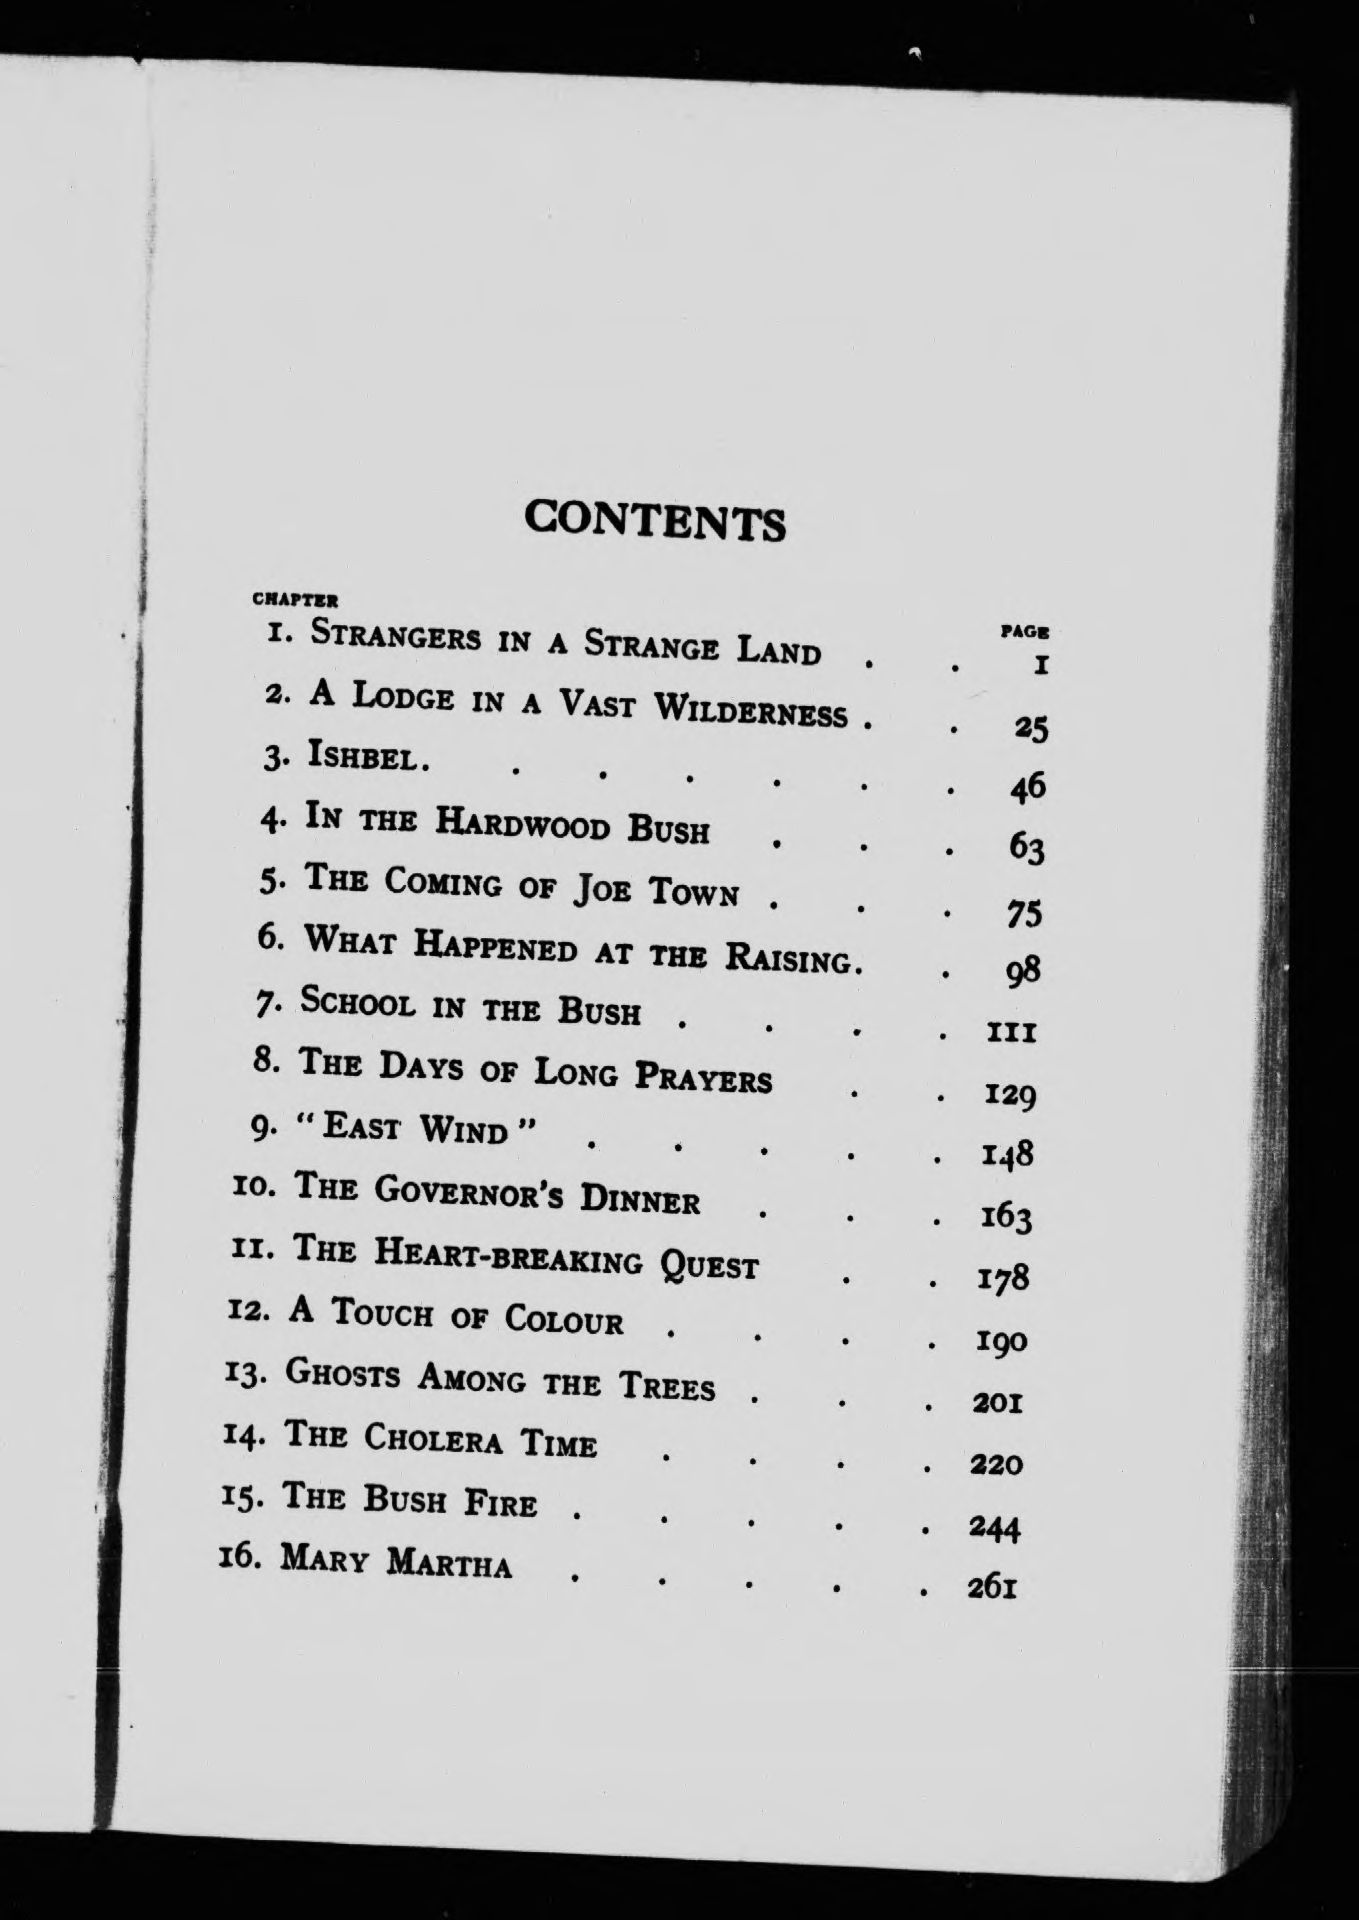 CONTENTS
CHAPTER PAGE
1. STRANGERS IN A STRANGE LAND . . 1
2. A LODGE IN A VAST WILDERNESS . . 25
3. ISHBEL. . . . . . . 46
4. IN THE HARDWOOD BUSH . . . 63
5. THE COMING OF JOE TOWN . . . 75
6. WHAT HAPPENED AT THE RAISING. . 98
7. SCHOOL IN THE BUSH . . . . 111
8. THE DAYS OF LONG PRAYERS . . 129
9. "EAST WIND" . . . . . 148
10. THE GOVERNOR'S DINNER . . . 163
11. THE HEART-BREAKING QUEST . . 178
12. A TOUCH OF COLOUR . . . . 190
13. GHOSTS AMONG THE TREES . . . 201
14. THE CHOLERA TIME . . . . 220
15. THE BUSH FIRE . . . . . 244
16. MARY MARTHA . . . . . 261